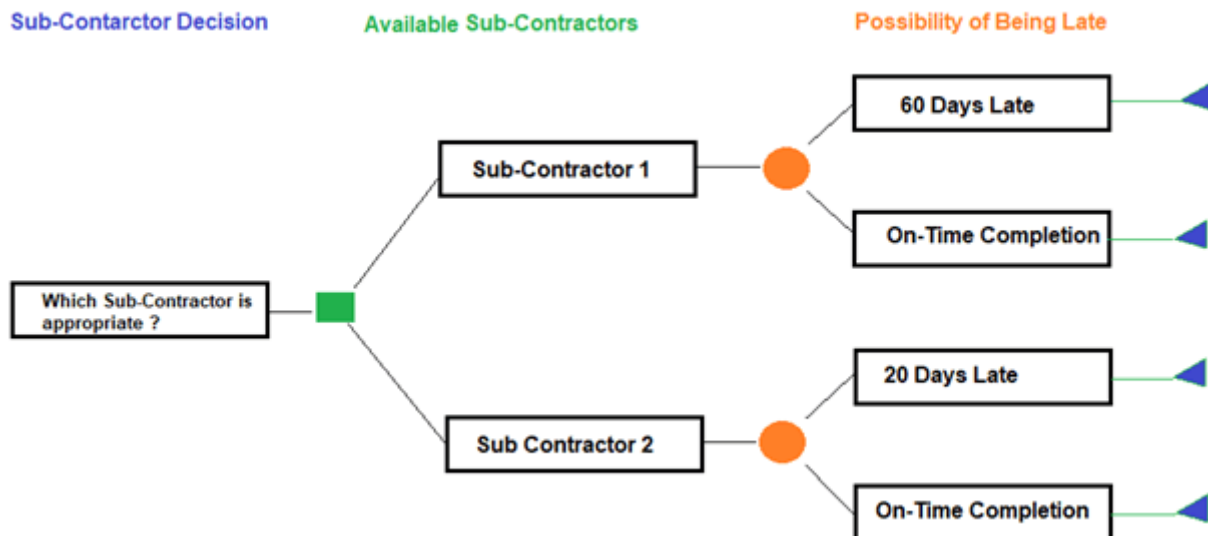 Sub-Contarctor Decision
Available Sub-Contractors
Possibility of Being Late
60 Days Late
Sub-Contractor 1
On-Time Completion
Which Sub-Contractor is
appropriate ?
20 Days Late
Sub Contractor 2
On-Time Completion